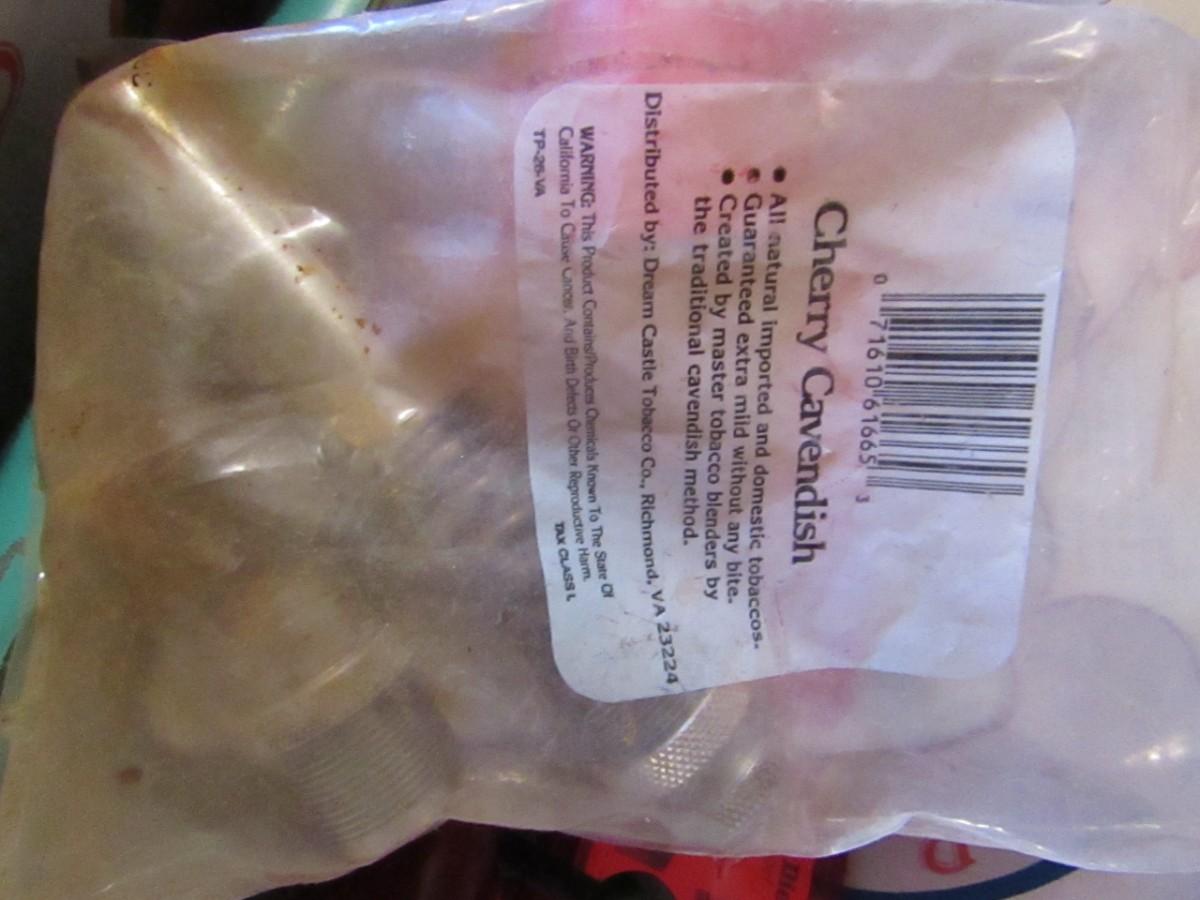 0 71610 61665 3
Cherry Cavendish
● All natural imported and domestic tobaccos.
● Guaranteed extra mild without any bite.
● Created by master tobacco blenders by
the traditional cavendish method.
Distributed by: Dream Castle Tobacco Co., Richmond, VA 23224
WARNING: This Product Contains/Produces Chemicals Known To The State Of
California To Cause Cancer, And Birth Defects Or Other Reproductive Harm.
TP-26-VA
TAX CLASS L